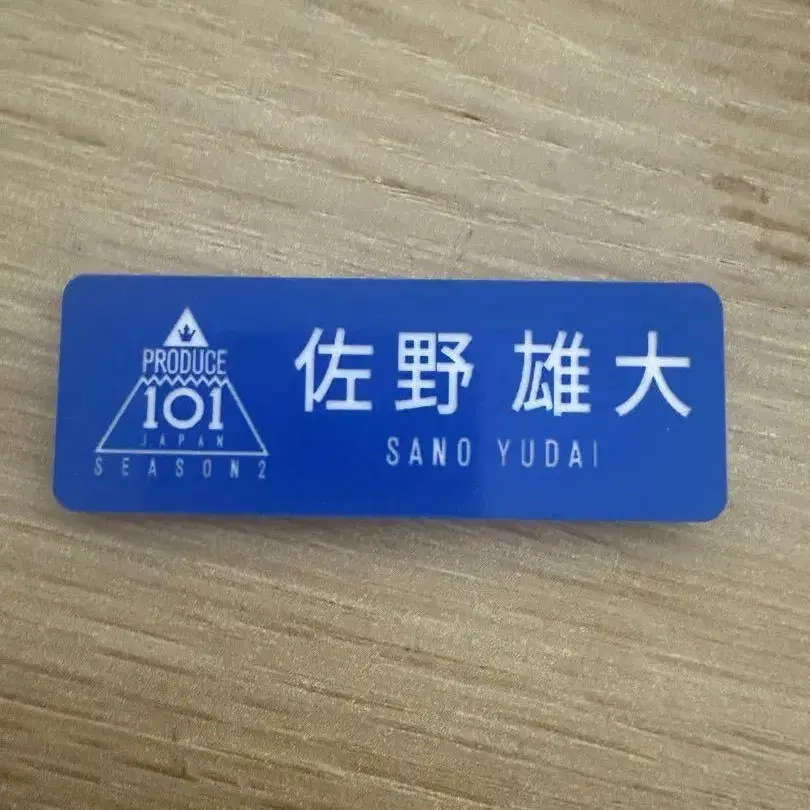 PRODUCE
101
JAPAN
SEASON2
佐野 雄大
SANO YUDAI